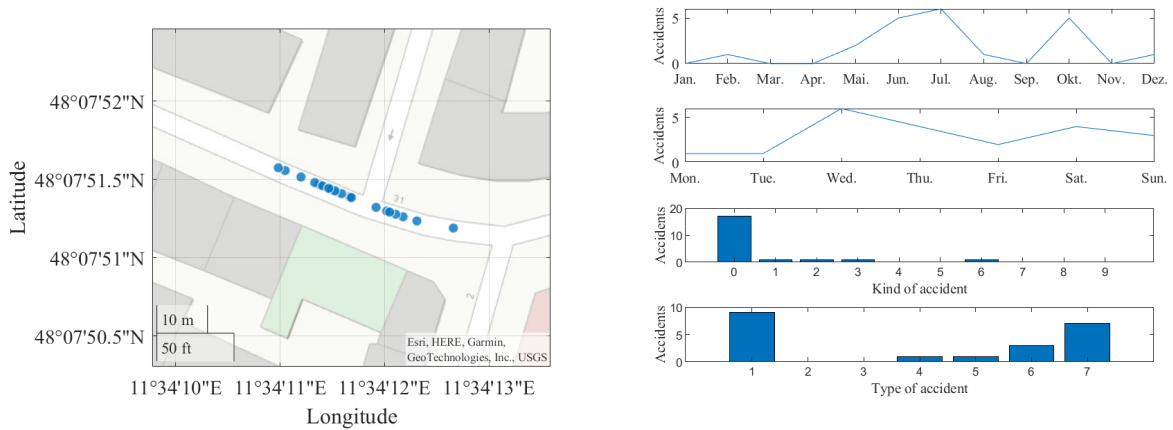 Latitude
48°07'52"N
48°07'51.5"N
48°07'51"N
48°07'50.5"N
31
2
10 m
50 ft
Esri, HERE, Garmin,
GeoTechnologies, Inc., USGS
11°34'10"E 11°34'11"E 11°34'12"E 11°34'13"E
Longitude
Accidents
5
0
Jan. Feb. Mar. Apr. Mai. Jun. Jul. Aug. Sep. Okt. Nov. Dez.
Accidents
5
0
Mon. Tue. Wed. Thu. Fri. Sat. Sun.
Accidents
20
10
0
0 1 2 3 4 5 6 7 8 9
Kind of accident
Accidents
10
5
0
1 2 3 4 5 6 7
Type of accident